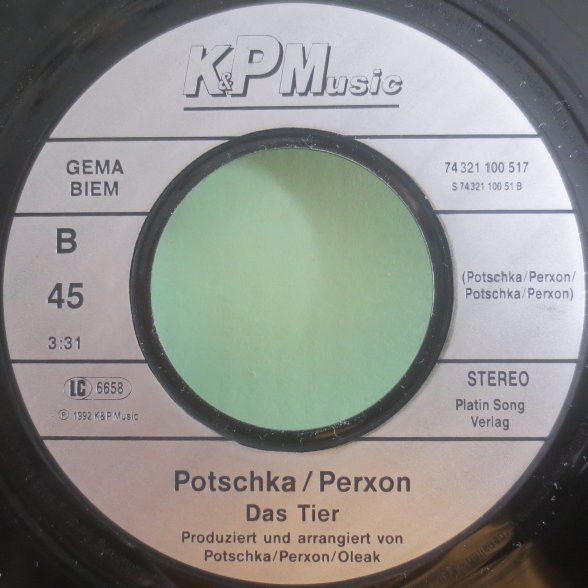 K&P Music
GEMA
BIEM
74 321 100 517
S 74321 100 51 B
B
45
3:31
(Potschka/Perxon/
Potschka/Perxon)
LC 6658
Ⓟ 1992 K&P Music
STEREO
Platin Song
Verlag
Potschka / Perxon
Das Tier
Produziert und arrangiert von
Potschka/Perxon/Oleak